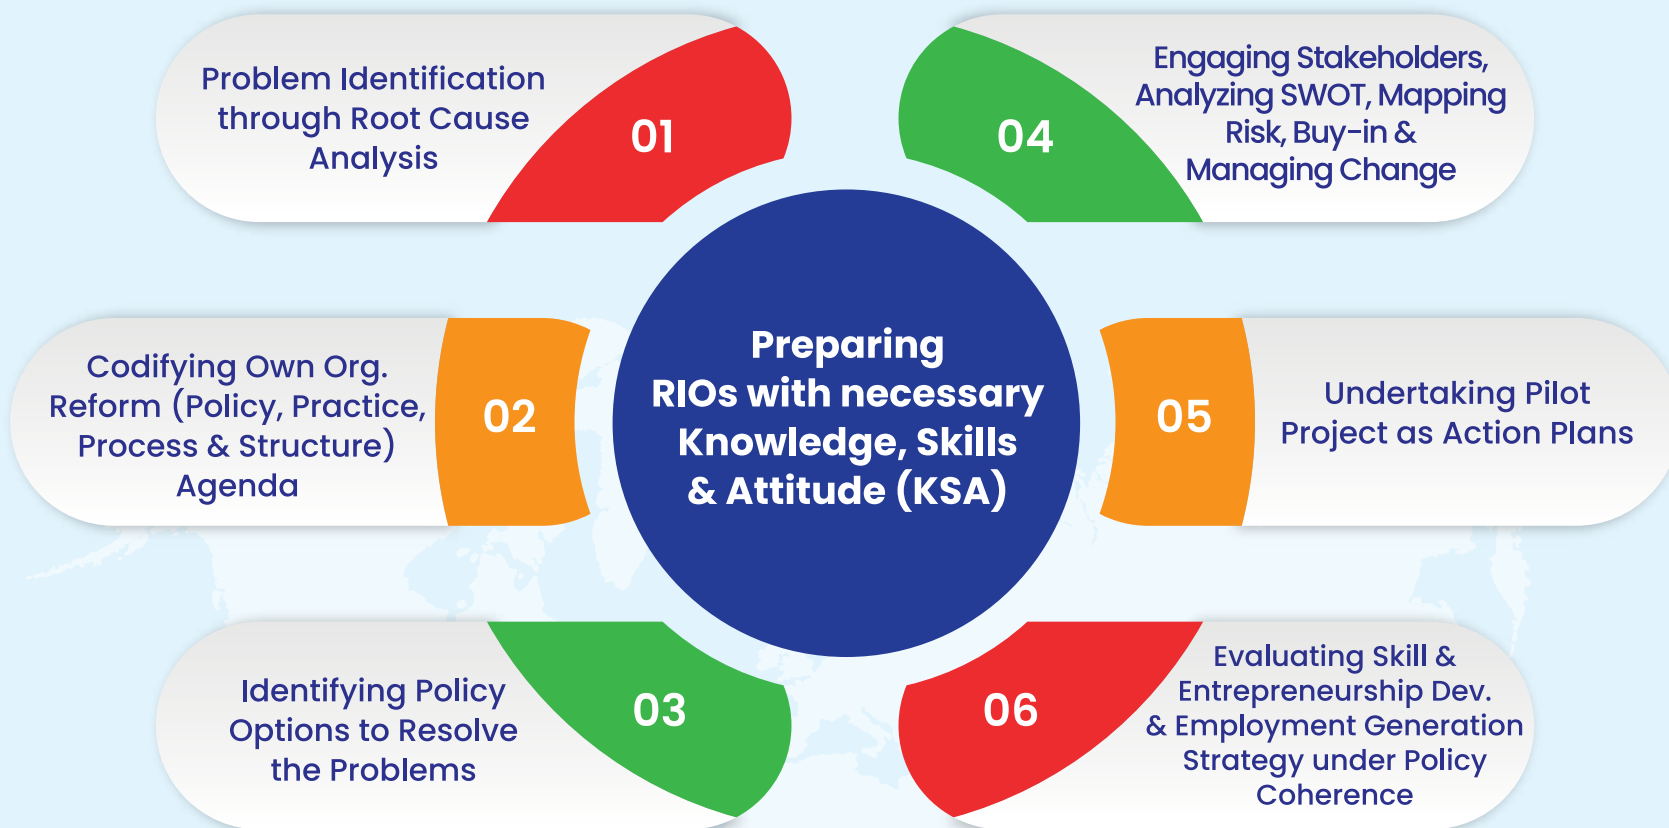 Problem Identification
through Root Cause
Analysis
01
Codifying Own Org.
Reform (Policy, Practice,
Process & Structure)
Agenda
02
Identifying Policy
Options to Resolve
the Problems
03
Preparing
RIOs with necessary
Knowledge, Skills
& Attitude (KSA)
04
Engaging Stakeholders,
Analyzing SWOT, Mapping
Risk, Buy-in &
Managing Change
05
Undertaking Pilot
Project as Action Plans
06
Evaluating Skill &
Entrepreneurship Dev.
& Employment Generation
Strategy under Policy
Coherence